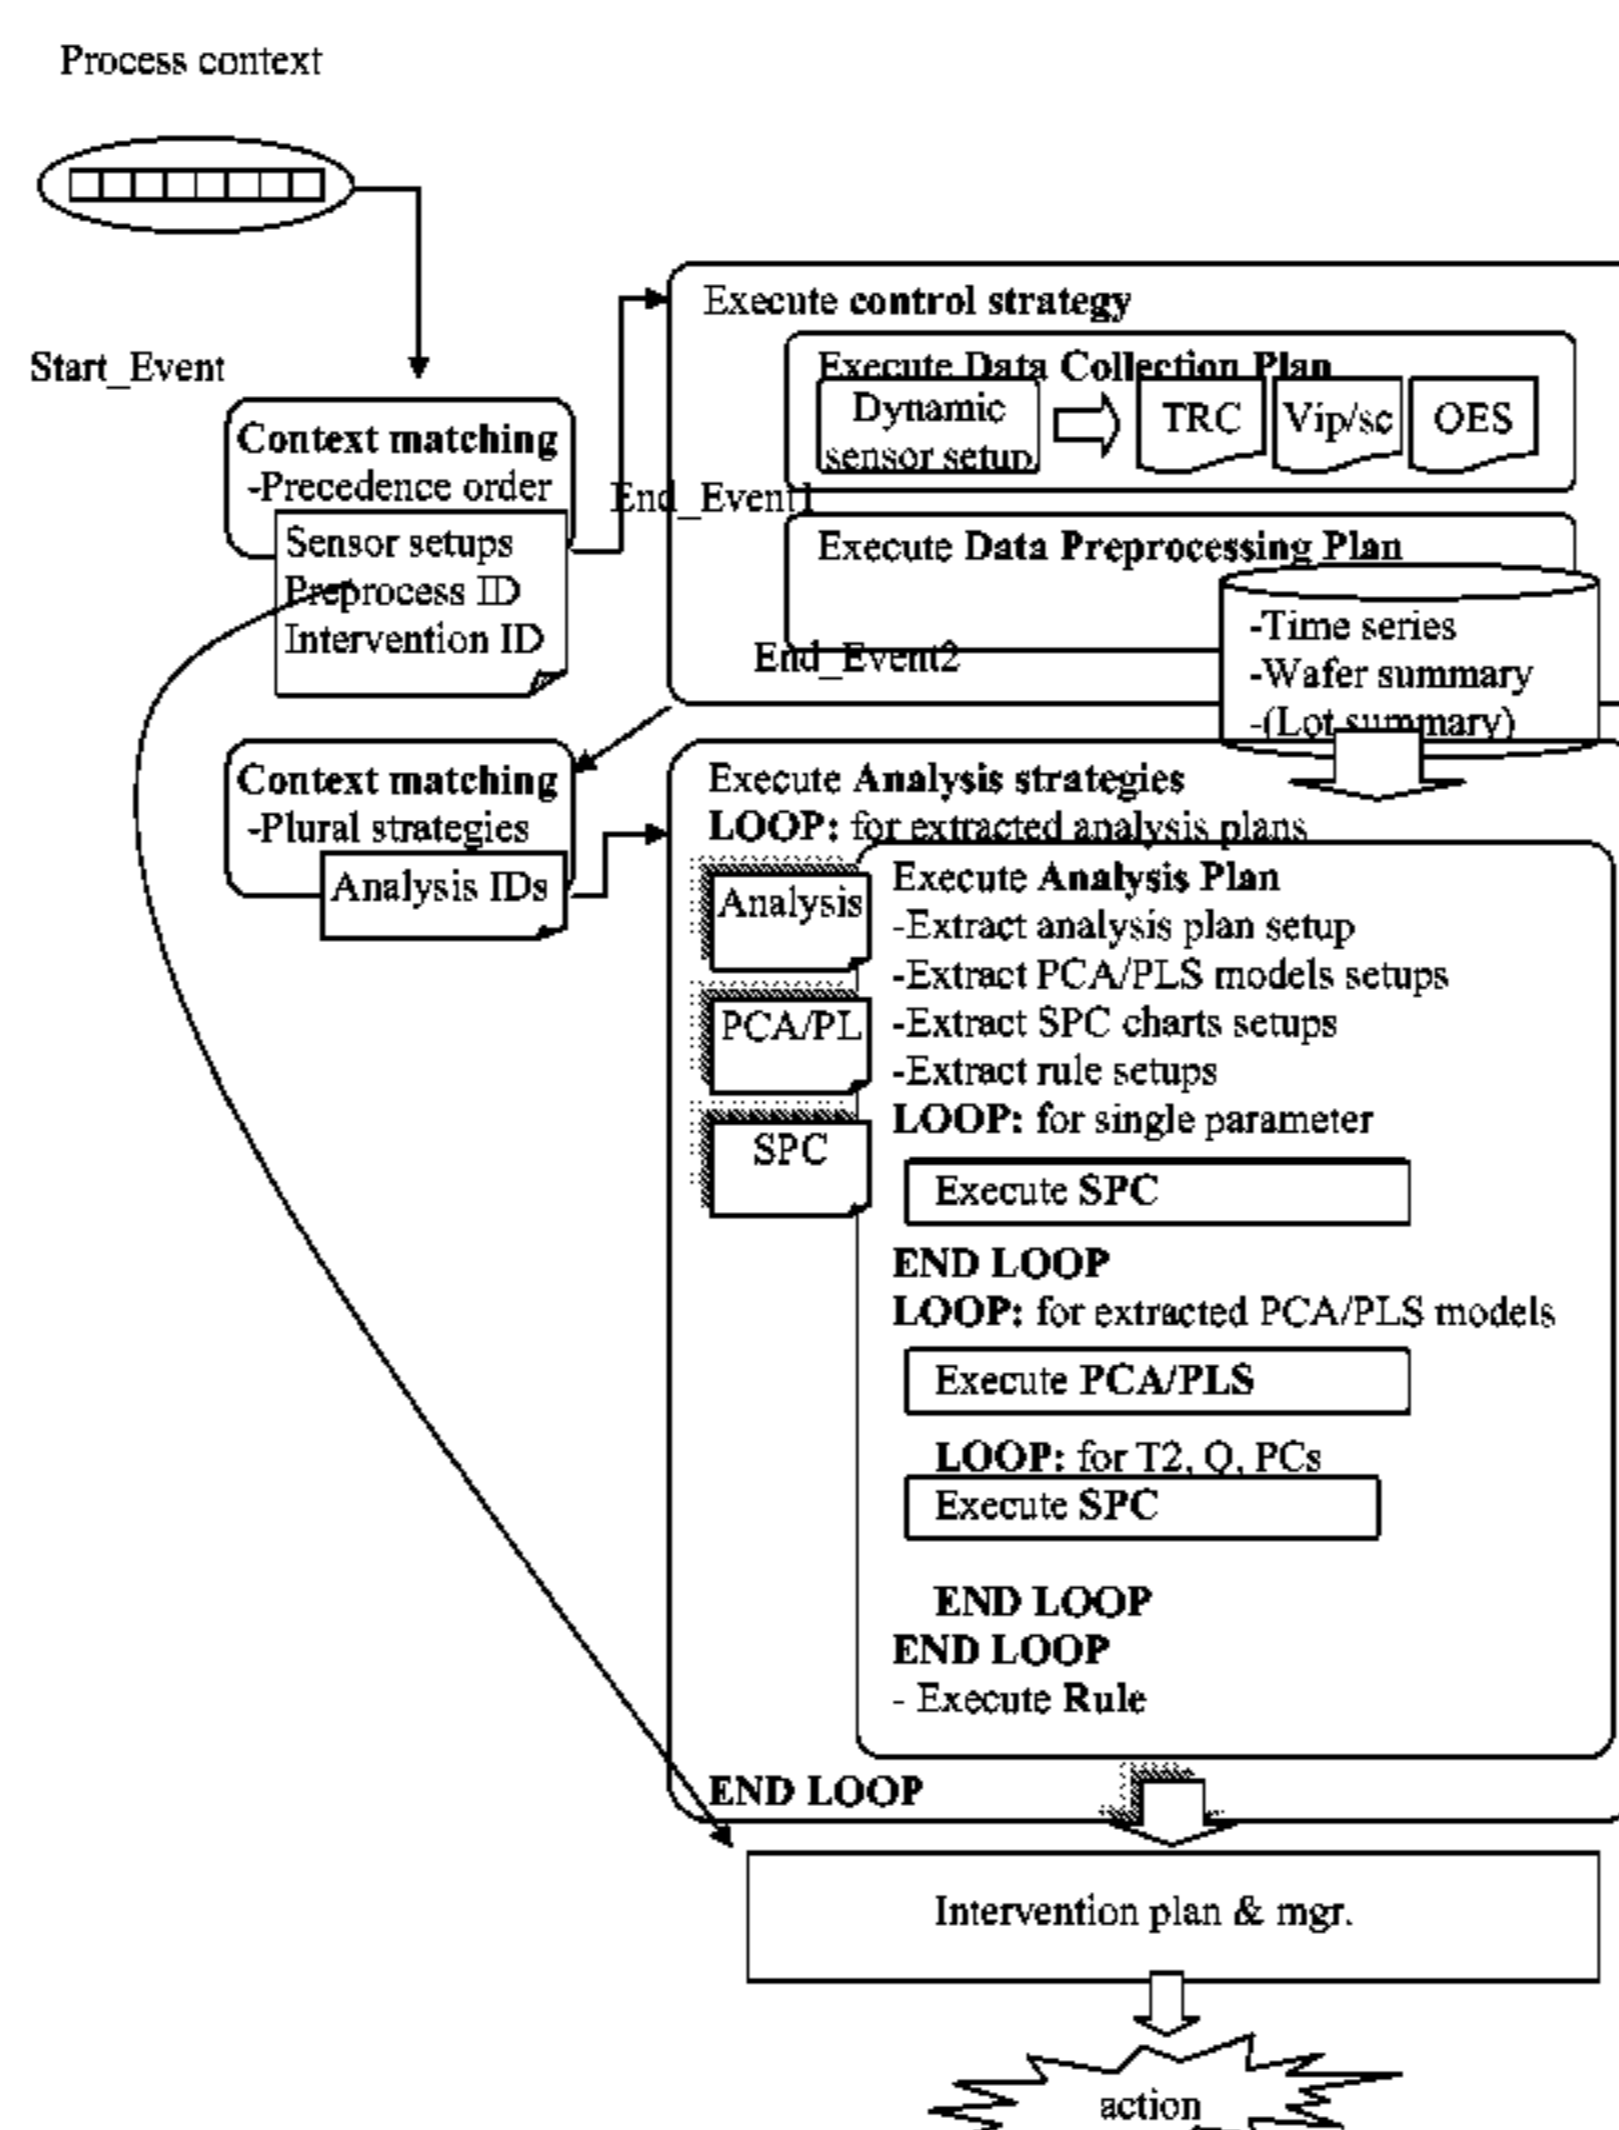 Process context
Start_Event
Context matching
-Precedence order
Sensor setups
Preprocess ID
Intervention ID
Execute control strategy
Execute Data Collection Plan
Dynamic
sensor setup
TRC
Vip/sc
OES
End_Event1
Execute Data Preprocessing Plan
-Time series
-Wafer summary
-(Lot summary)
End_Event2
Context matching
-Plural strategies
Analysis IDs
Execute Analysis strategies
LOOP: for extracted analysis plans
Analysis
PCA/PL
SPC
Execute Analysis Plan
-Extract analysis plan setup
-Extract PCA/PLS models setups
-Extract SPC charts setups
-Extract rule setups
LOOP: for single parameter
Execute SPC
END LOOP
LOOP: for extracted PCA/PLS models
Execute PCA/PLS
LOOP: for T2, Q, PCs
Execute SPC
END LOOP
END LOOP
- Execute Rule
END LOOP
Intervention plan & mgr.
action